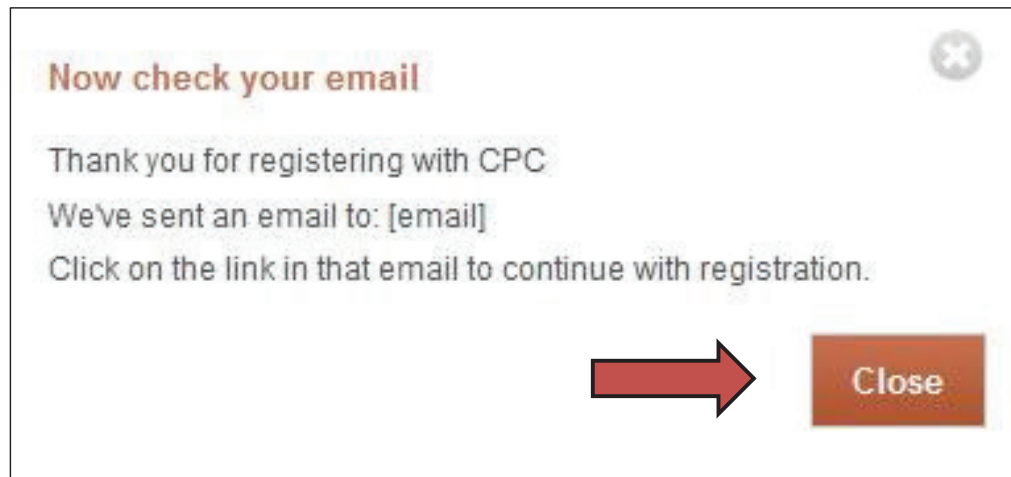 Now check your email
Thank you for registering with CPC
We've sent an email to: [email]
Click on the link in that email to continue with registration.
Close